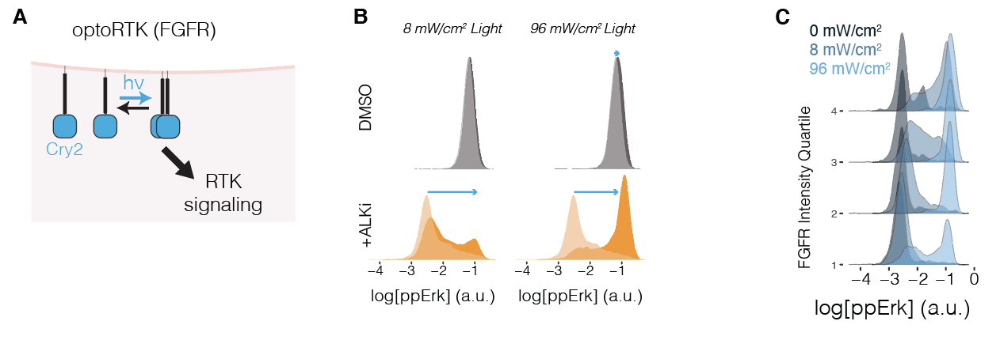 A
optoRTK (FGFR)
hν
Cry2
RTK
signaling
B
8 mW/cm² Light
96 mW/cm² Light
DMSO
+ALKi
−4 −3 −2 −1
−4 −3 −2 −1
log[ppErk] (a.u.)
log[ppErk] (a.u.)
C
0 mW/cm²
8 mW/cm²
96 mW/cm²
FGFR Intensity Quartile
4
3
2
1
−4 −3 −2 −1 0
log[ppErk] (a.u.)